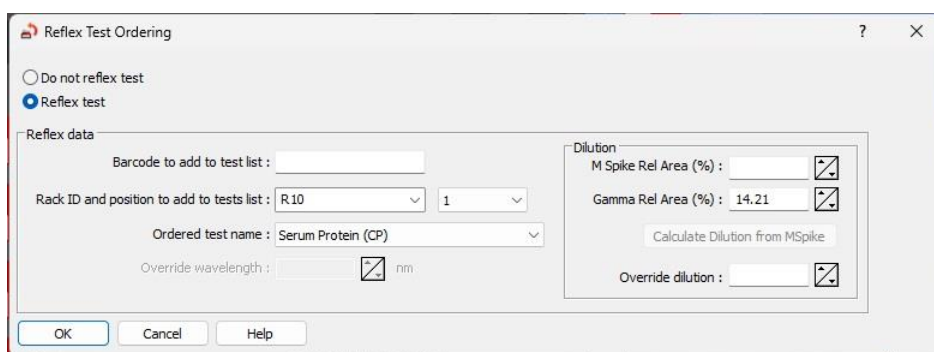 Reflex Test Ordering
?
Do not reflex test
Reflex test
Reflex data
Barcode to add to test list :
Rack ID and position to add to tests list : R10 1
Ordered test name : Serum Protein (CP)
Override wavelength : nm
Dilution
M Spike Rel Area (%) :
Gamma Rel Area (%) : 14.21
Calculate Dilution from MSpike
Override dilution :
OK Cancel Help